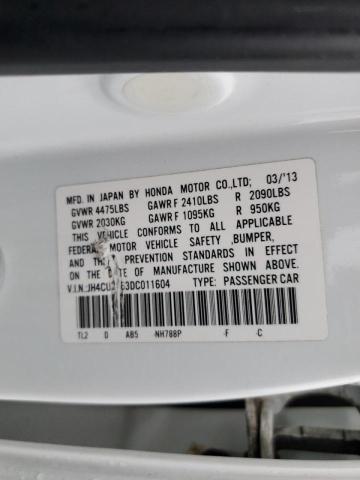 MFD. IN JAPAN BY HONDA MOTOR CO.,LTD; 03/'13
GVWR 4475LBS GAWR F 2410LBS R 2090LBS
GVWR 2030KG GAWR F 1095KG R 950KG
THIS VEHICLE CONFORMS TO ALL APPLICABLE
FEDERAL MOTOR VEHICLE SAFETY ,BUMPER,
AND THEFT PREVENTION STANDARDS IN EFFECT
ON THE DATE OF MANUFACTURE SHOWN ABOVE.
V.I.N: TYPE: PASSENGER CAR
TL2 D AB5 -NH788P -F -C